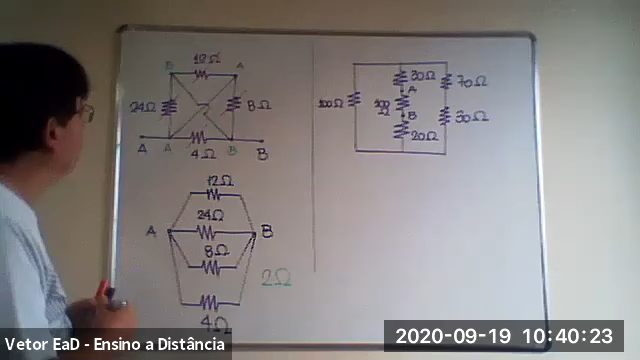 12Ω
B A
24Ω 8Ω
A A B B
4Ω
12Ω
24Ω
A B
8Ω
2Ω
4Ω
30Ω 70Ω
A
100Ω 100Ω
B 30Ω
20Ω
Vetor EaD - Ensino a Distância
2020-09-19 10:40:23